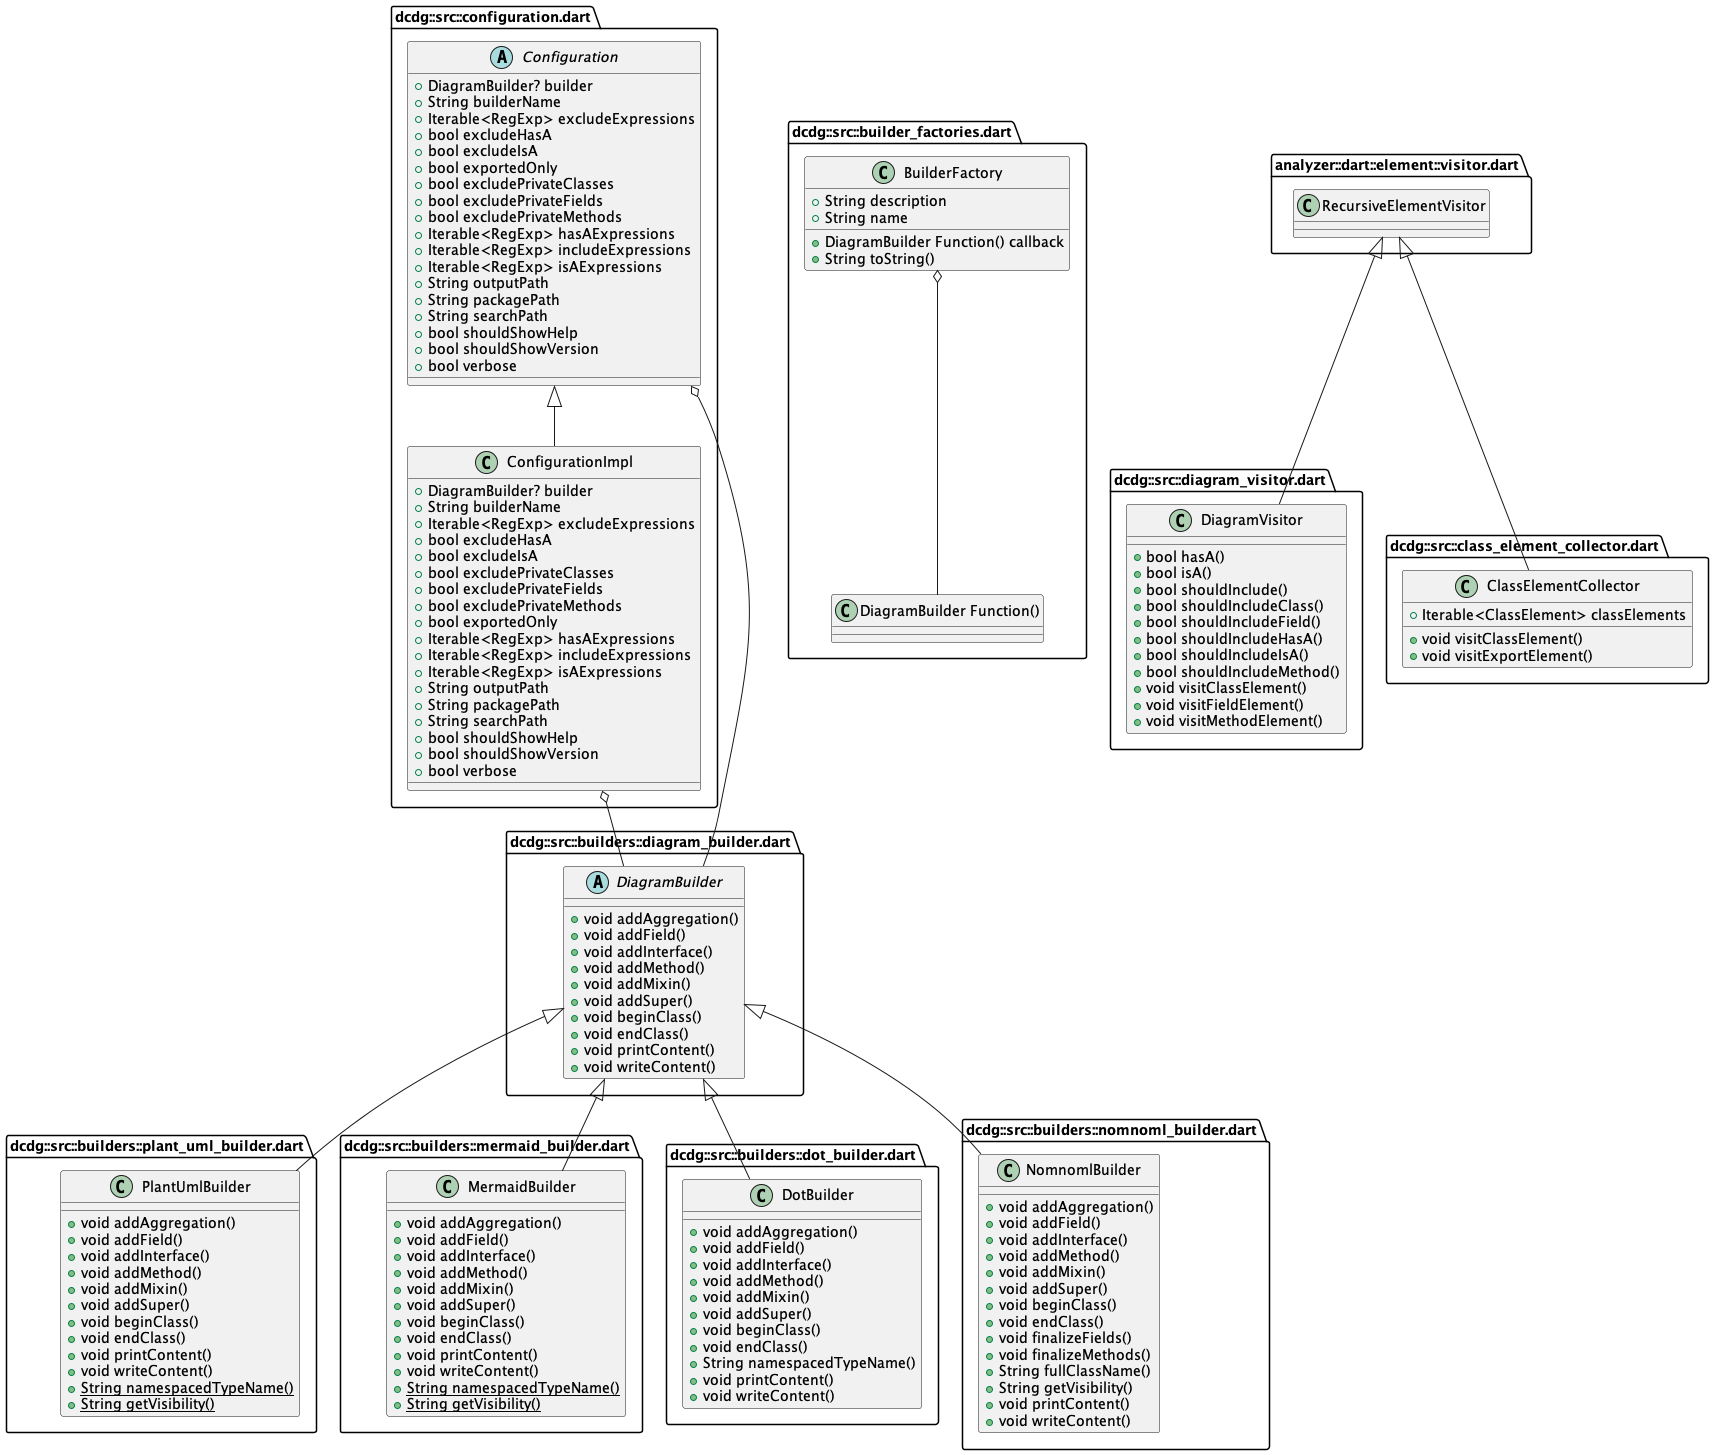 dcdg::src::configuration.dart
A Configuration
DiagramBuilder? builder
String builderName
Iterable<RegExp> excludeExpressions
bool excludeHasA
bool excludeIsA
bool exportedOnly
bool excludePrivateClasses
bool excludePrivateFields
bool excludePrivateMethods
Iterable<RegExp> hasAExpressions
Iterable<RegExp> includeExpressions
Iterable<RegExp> isAExpressions
String outputPath
String packagePath
String searchPath
bool shouldShowHelp
bool shouldShowVersion
bool verbose
C ConfigurationImpl
DiagramBuilder? builder
String builderName
Iterable<RegExp> excludeExpressions
bool excludeHasA
bool excludeIsA
bool excludePrivateClasses
bool excludePrivateFields
bool excludePrivateMethods
bool exportedOnly
Iterable<RegExp> hasAExpressions
Iterable<RegExp> includeExpressions
Iterable<RegExp> isAExpressions
String outputPath
String packagePath
String searchPath
bool shouldShowHelp
bool shouldShowVersion
bool verbose
dcdg::src::builder_factories.dart
C BuilderFactory
String description
String name
DiagramBuilder Function() callback
String toString()
C DiagramBuilder Function()
analyzer::dart::element::visitor.dart
C RecursiveElementVisitor
dcdg::src::diagram_visitor.dart
C DiagramVisitor
bool hasA()
bool isA()
bool shouldInclude()
bool shouldIncludeClass()
bool shouldIncludeField()
bool shouldIncludeHasA()
bool shouldIncludeIsA()
bool shouldIncludeMethod()
void visitClassElement()
void visitFieldElement()
void visitMethodElement()
dcdg::src::class_element_collector.dart
C ClassElementCollector
Iterable<ClassElement> classElements
void visitClassElement()
void visitExportElement()
dcdg::src::builders::diagram_builder.dart
A DiagramBuilder
void addAggregation()
void addField()
void addInterface()
void addMethod()
void addMixin()
void addSuper()
void beginClass()
void endClass()
void printContent()
void writeContent()
dcdg::src::builders::plant_uml_builder.dart
C PlantUmlBuilder
void addAggregation()
void addField()
void addInterface()
void addMethod()
void addMixin()
void addSuper()
void beginClass()
void endClass()
void printContent()
void writeContent()
String namespacedTypeName()
String getVisibility()
dcdg::src::builders::mermaid_builder.dart
C MermaidBuilder
void addAggregation()
void addField()
void addInterface()
void addMethod()
void addMixin()
void addSuper()
void beginClass()
void endClass()
void printContent()
void writeContent()
String namespacedTypeName()
String getVisibility()
dcdg::src::builders::dot_builder.dart
C DotBuilder
void addAggregation()
void addField()
void addInterface()
void addMethod()
void addMixin()
void addSuper()
void beginClass()
void endClass()
String namespacedTypeName()
void printContent()
void writeContent()
dcdg::src::builders::nomnoml_builder.dart
C NomnomlBuilder
void addAggregation()
void addField()
void addInterface()
void addMethod()
void addMixin()
void addSuper()
void beginClass()
void endClass()
void finalizeFields()
void finalizeMethods()
String fullClassName()
String getVisibility()
void printContent()
void writeContent()